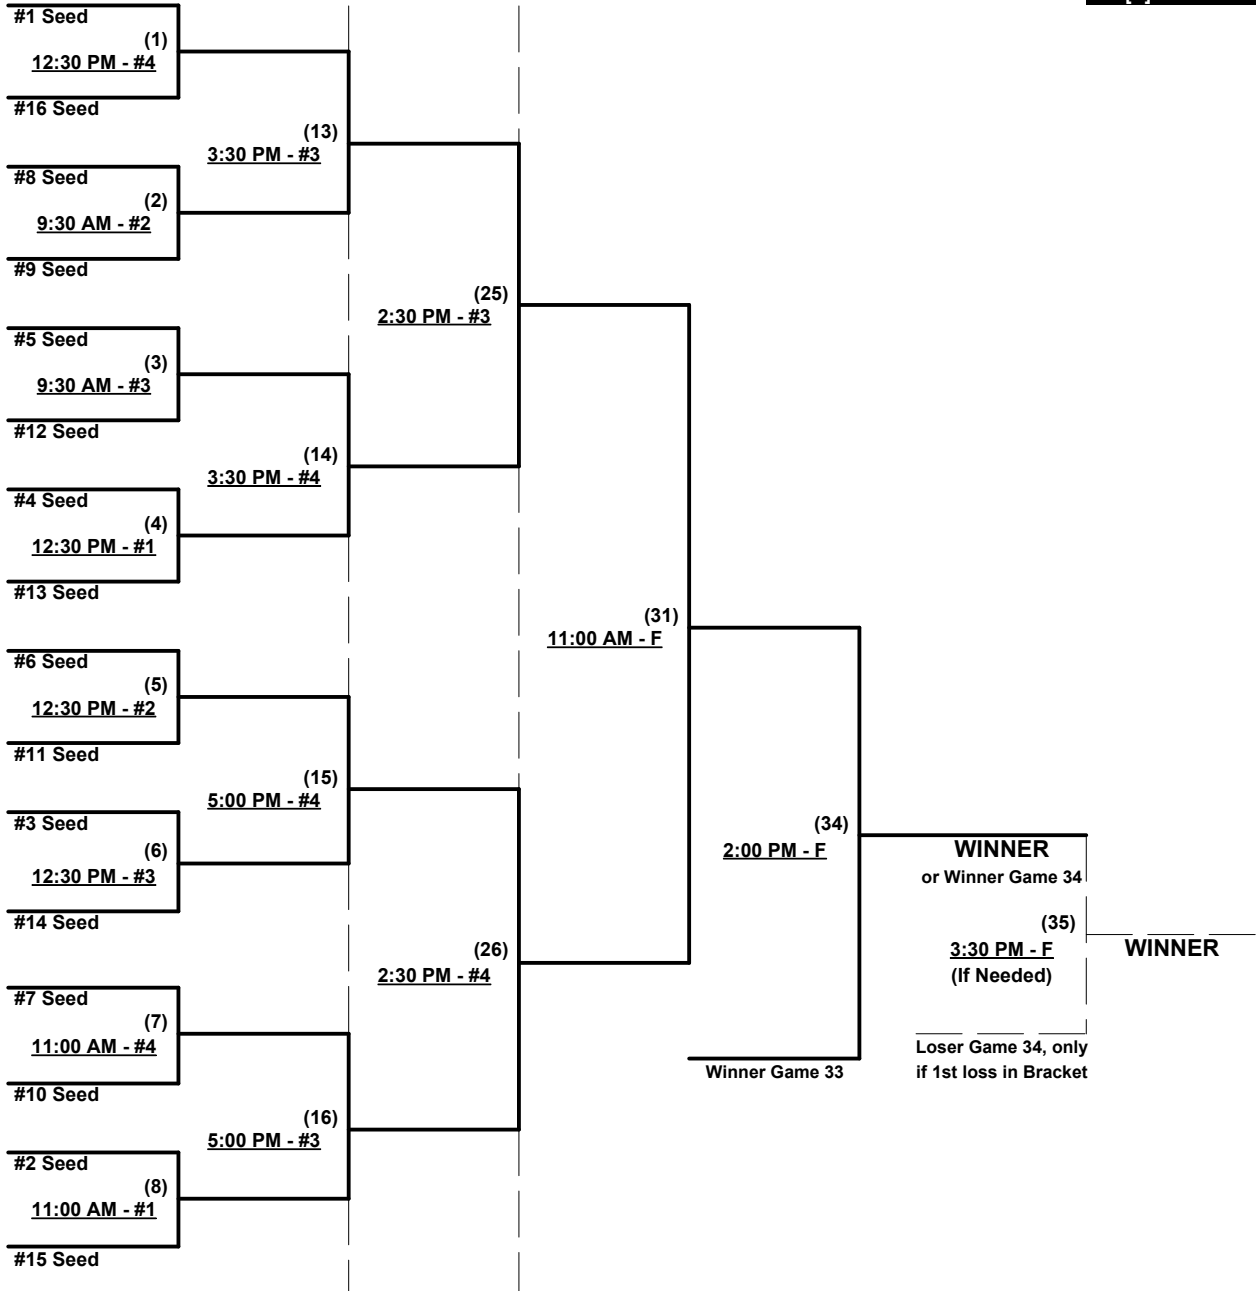 #1 Seed
(1)
12:30 PM - #4
#16 Seed
(13)
3:30 PM - #3
#8 Seed
(2)
9:30 AM - #2
#9 Seed
(25)
2:30 PM - #3
#5 Seed
(3)
9:30 AM - #3
#12 Seed
(14)
3:30 PM - #4
#4 Seed
(4)
12:30 PM - #1
#13 Seed
(31)
11:00 AM - F
#6 Seed
(5)
12:30 PM - #2
#11 Seed
(15)
5:00 PM - #4
#3 Seed
(6)
12:30 PM - #3
#14 Seed
(34)
2:00 PM - F
WINNER
or Winner Game 34
(35)
3:30 PM - F
(If Needed)
WINNER
(26)
2:30 PM - #4
#7 Seed
(7)
11:00 AM - #4
#10 Seed
Loser Game 34, only
if 1st loss in Bracket
Winner Game 33
(16)
5:00 PM - #3
#2 Seed
(8)
11:00 AM - #1
#15 Seed